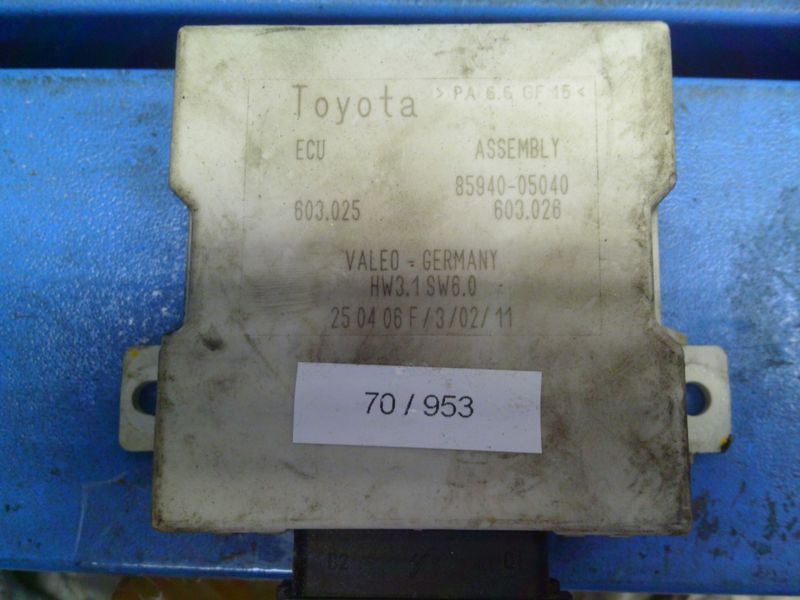 Toyota >PA 6.6 GF 15<
ECU ASSEMBLY
85940-05040
603.025 603.026
VALEO - GERMANY
HW3.1 SW6.0
25 04 06 F/3/02/11
70 / 953
B2